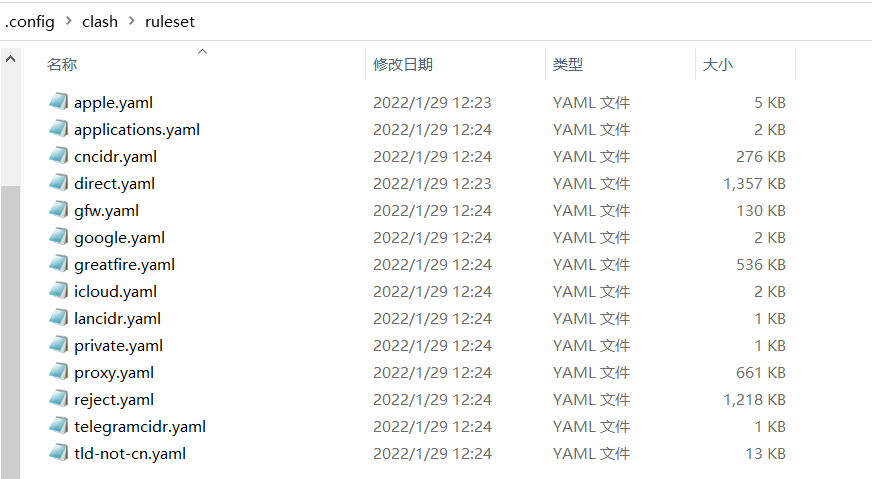 .config > clash > ruleset
名称 修改日期 类型 大小
apple.yaml 2022/1/29 12:23 YAML 文件 5 KB
applications.yaml 2022/1/29 12:24 YAML 文件 2 KB
cncidr.yaml 2022/1/29 12:24 YAML 文件 276 KB
direct.yaml 2022/1/29 12:23 YAML 文件 1,357 KB
gfw.yaml 2022/1/29 12:24 YAML 文件 130 KB
google.yaml 2022/1/29 12:24 YAML 文件 2 KB
greatfire.yaml 2022/1/29 12:24 YAML 文件 536 KB
icloud.yaml 2022/1/29 12:24 YAML 文件 2 KB
lancidr.yaml 2022/1/29 12:24 YAML 文件 1 KB
private.yaml 2022/1/29 12:24 YAML 文件 1 KB
proxy.yaml 2022/1/29 12:24 YAML 文件 661 KB
reject.yaml 2022/1/29 12:24 YAML 文件 1,218 KB
telegramcidr.yaml 2022/1/29 12:24 YAML 文件 1 KB
tld-not-cn.yaml 2022/1/29 12:24 YAML 文件 13 KB